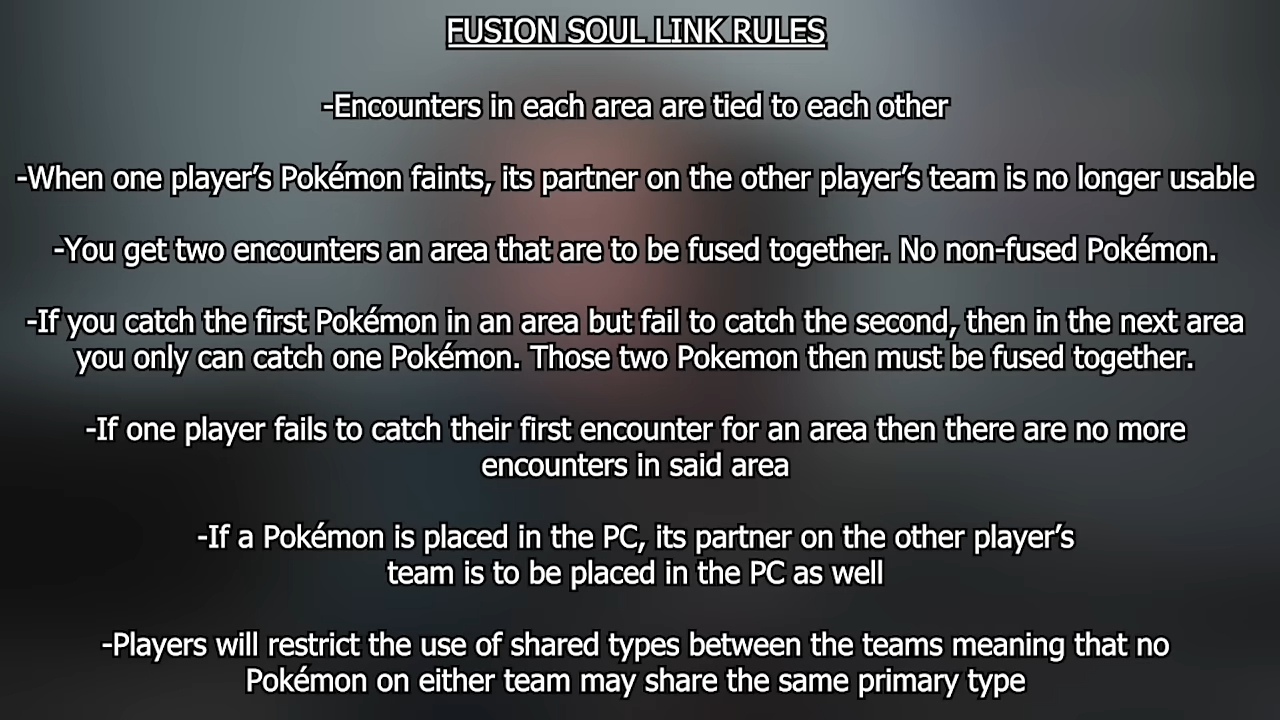 FUSION SOUL LINK RULES
-Encounters in each area are tied to each other
-When one player’s Pokémon faints, its partner on the other player’s team is no longer usable
-You get two encounters an area that are to be fused together. No non-fused Pokémon.
-If you catch the first Pokémon in an area but fail to catch the second, then in the next area
you only can catch one Pokémon. Those two Pokemon then must be fused together.
-If one player fails to catch their first encounter for an area then there are no more
encounters in said area
-If a Pokémon is placed in the PC, its partner on the other player’s
team is to be placed in the PC as well
-Players will restrict the use of shared types between the teams meaning that no
Pokémon on either team may share the same primary type